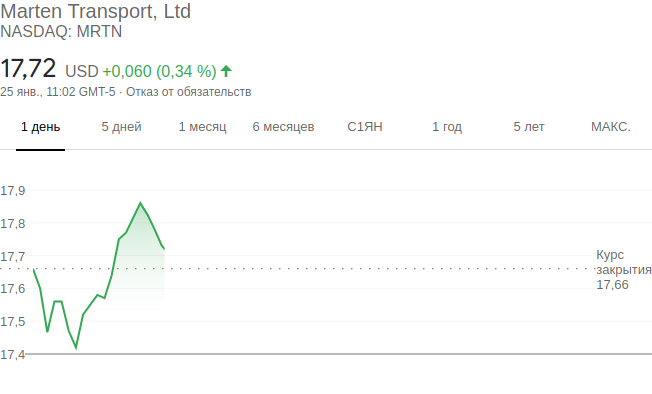 Marten Transport, Ltd
NASDAQ: MRTN
17,72 USD +0,060 (0,34 %)
25 янв., 11:02 GMT-5 · Отказ от обязательств
1 день 5 дней 1 месяц 6 месяцев С1ЯН 1 год 5 лет МАКС.
17,9
17,8
17,7
17,6
17,5
17,4
Курс
закрытия
17,66